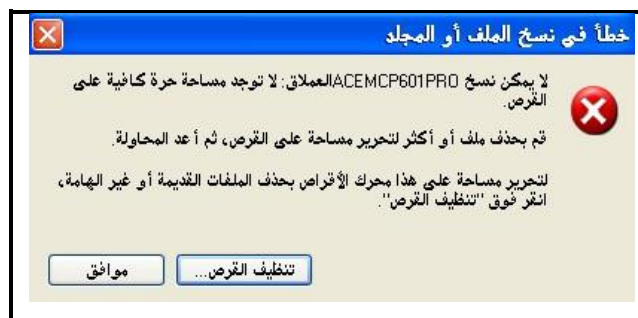 خطأ في نسخ الملف أو المجلد
لا يمكن نسخ ACEMCP601PROالعملاق: لا توجد مساحة حرة كافية على
القرص.
قم بحذف ملف أو أكثر لتحرير مساحة على القرص، ثم أعد المحاولة.
لتحرير مساحة على هذا محرك الأقراص بحذف الملفات القديمة أو غير الهامة،
انقر فوق "تنظيف القرص".
تنظيف القرص...
موافق